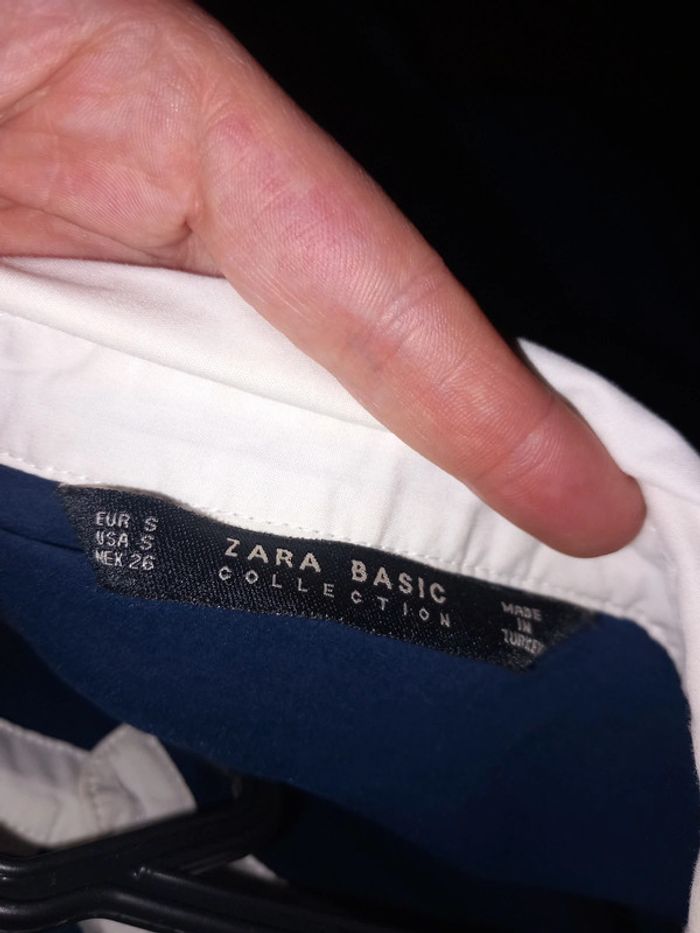 EUR S
USA S
MEX 26
ZARA BASIC
COLLECTION
MADE
IN
TURKEY